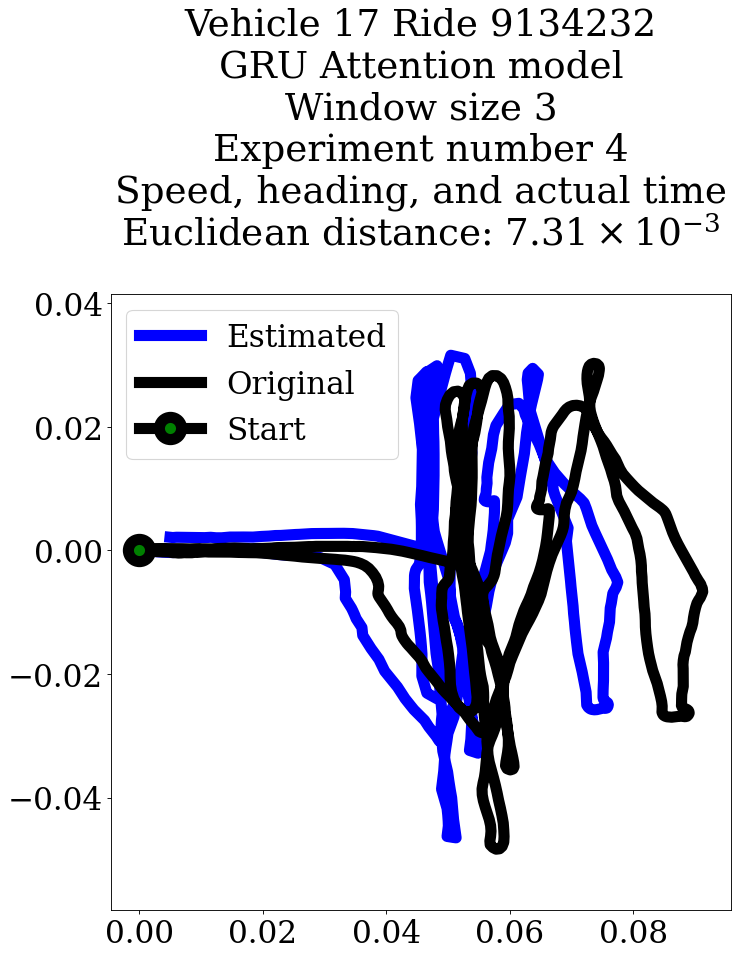 Vehicle 17 Ride 9134232
GRU Attention model
Window size 3
Experiment number 4
Speed, heading, and actual time
Euclidean distance: 7.31 × 10⁻³
0.04
Estimated
Original
0.02
Start
0.00
−0.02
−0.04
0.00 0.02 0.04 0.06 0.08